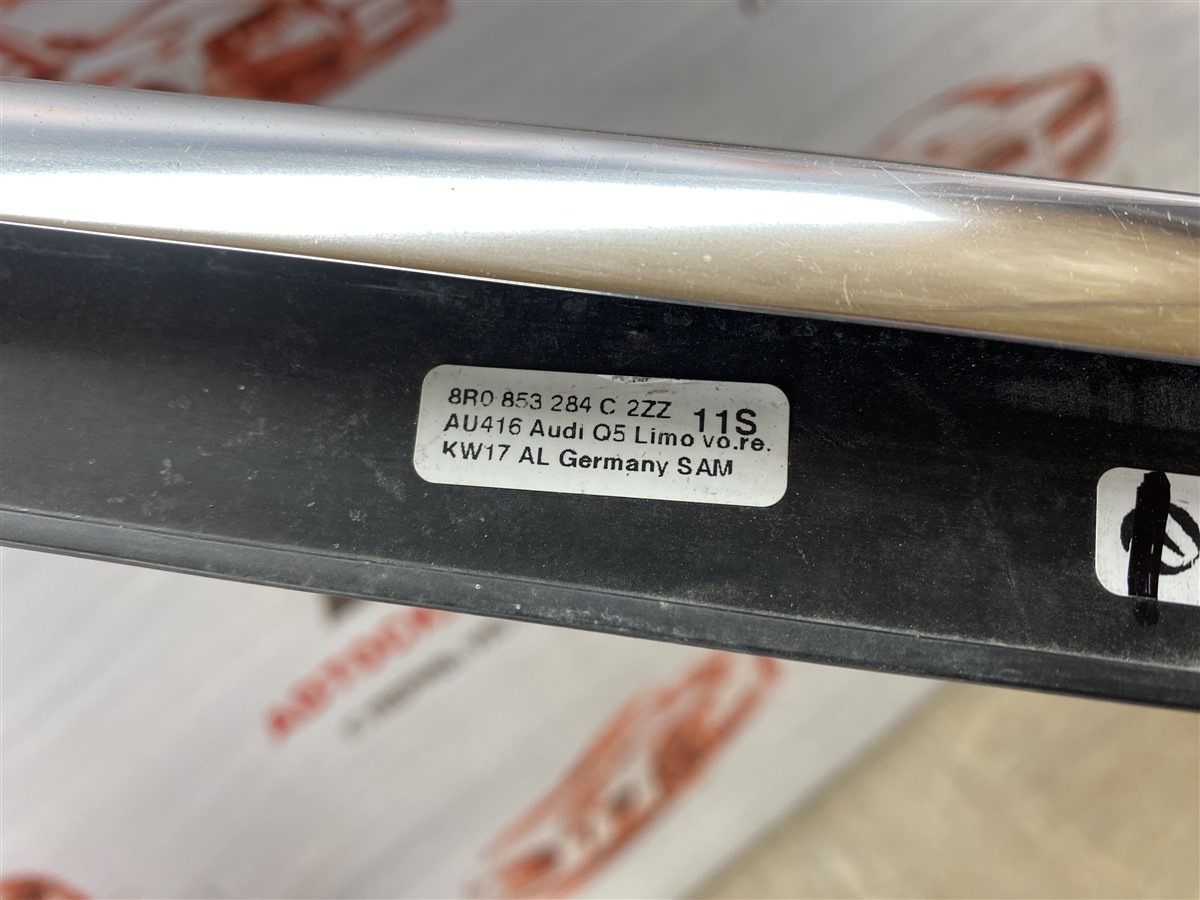 8R0 853 284 C 2ZZ 11S
AU416 Audi Q5 Limo vo.re.
KW17 AL Germany SAM